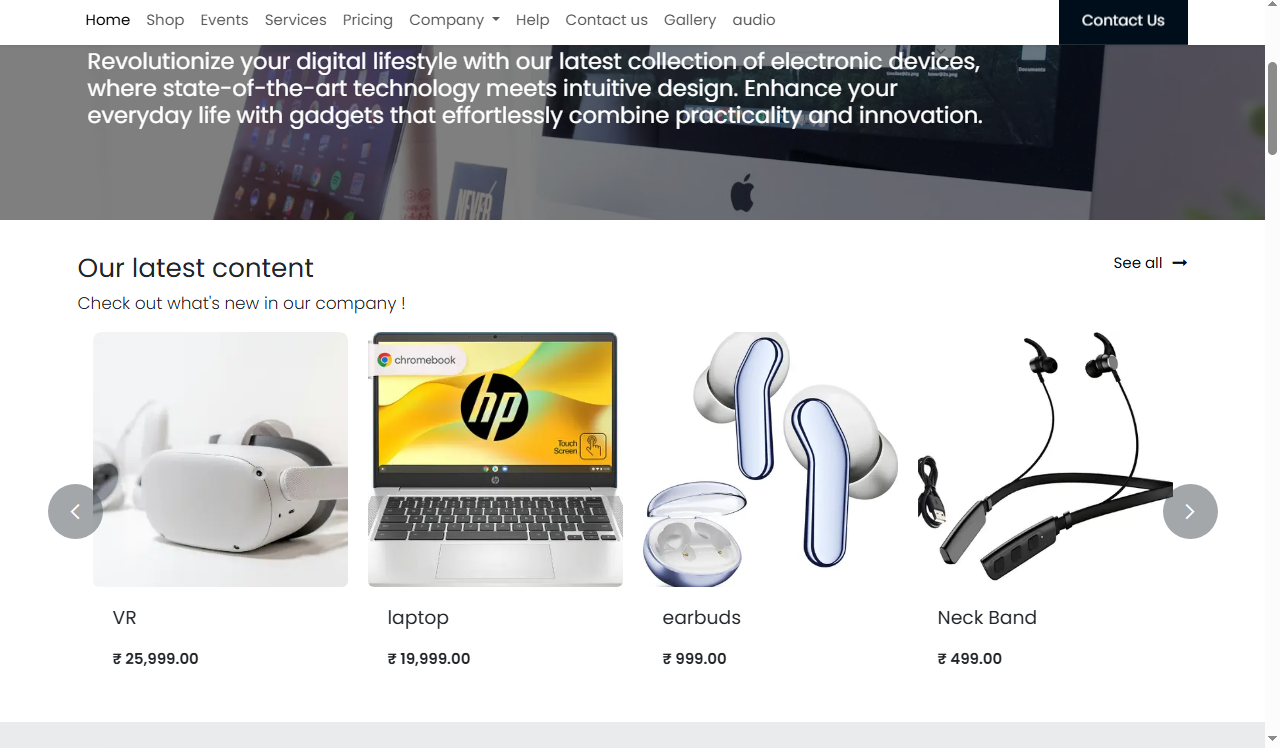 Home Shop Events Services Pricing Company Help Contact us Gallery audio Contact Us
Revolutionize your digital lifestyle with our latest collection of electronic devices,
where state-of-the-art technology meets intuitive design. Enhance your
everyday life with gadgets that effortlessly combine practicality and innovation.
NEVER
Our latest content
See all
Check out what's new in our company !
chromebook
hp
Touch
Screen
hp
VR
laptop
earbuds
Neck Band
₹ 25,999.00
₹ 19,999.00
₹ 999.00
₹ 499.00